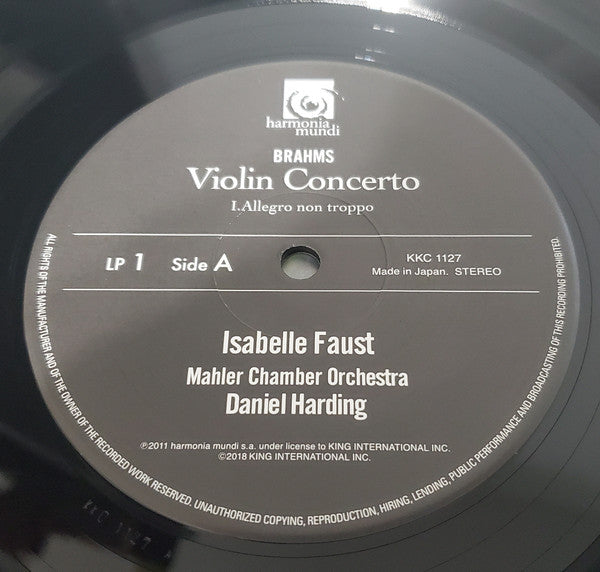 harmonia
mundi
BRAHMS
Violin Concerto
I.Allegro non troppo
LP 1 Side A
KKC 1127
Made in Japan. STEREO
Isabelle Faust
Mahler Chamber Orchestra
Daniel Harding
℗2011 harmonia mundi s.a. under license to KING INTERNATIONAL INC.
©2018 KING INTERNATIONAL INC.
ALL RIGHTS OF THE MANUFACTURER AND OF THE OWNER OF THE RECORDED WORK RESERVED. UNAUTHORIZED COPYING, REPRODUCTION, HIRING, LENDING, PUBLIC PERFORMANCE AND BROADCASTING OF THIS RECORDING PROHIBITED.
KKC 1127 A